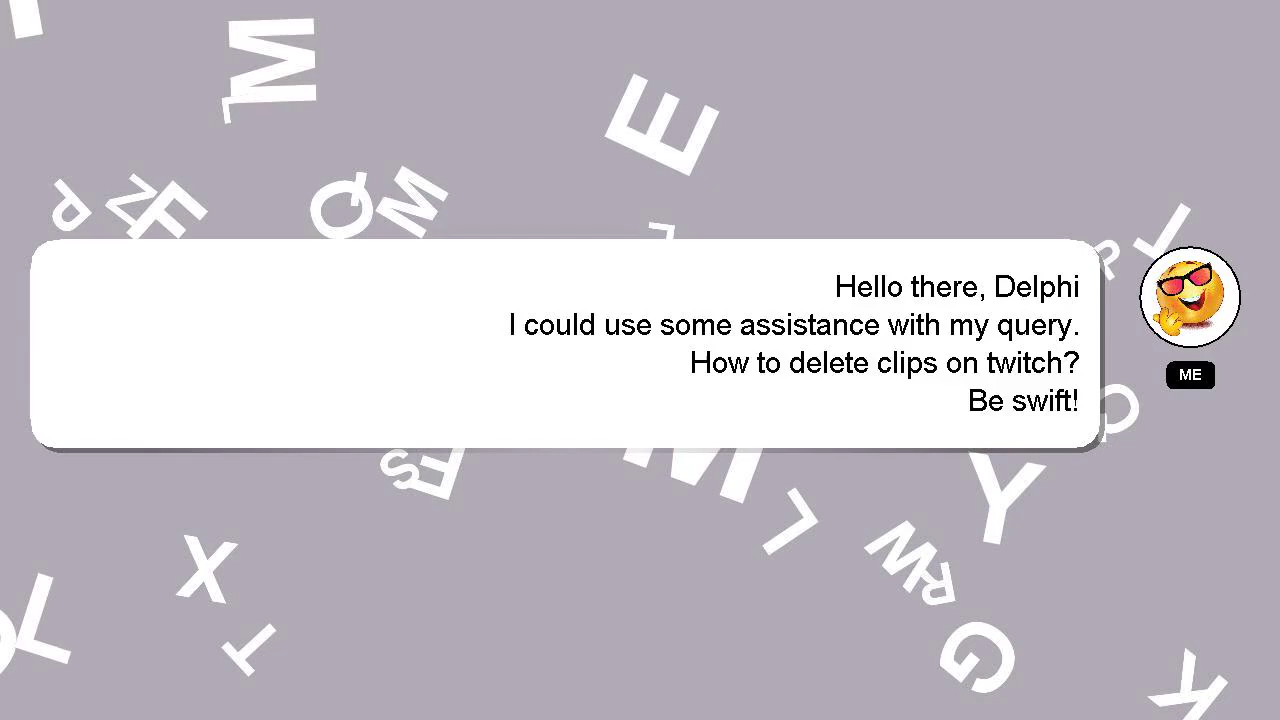 Hello there, Delphi
I could use some assistance with my query.
How to delete clips on twitch?
Be swift!
ME
M
L
E
P
N
F
Q
M
L
L
P
Q
S
F
M
L
Y
X
W
R
T
G
K